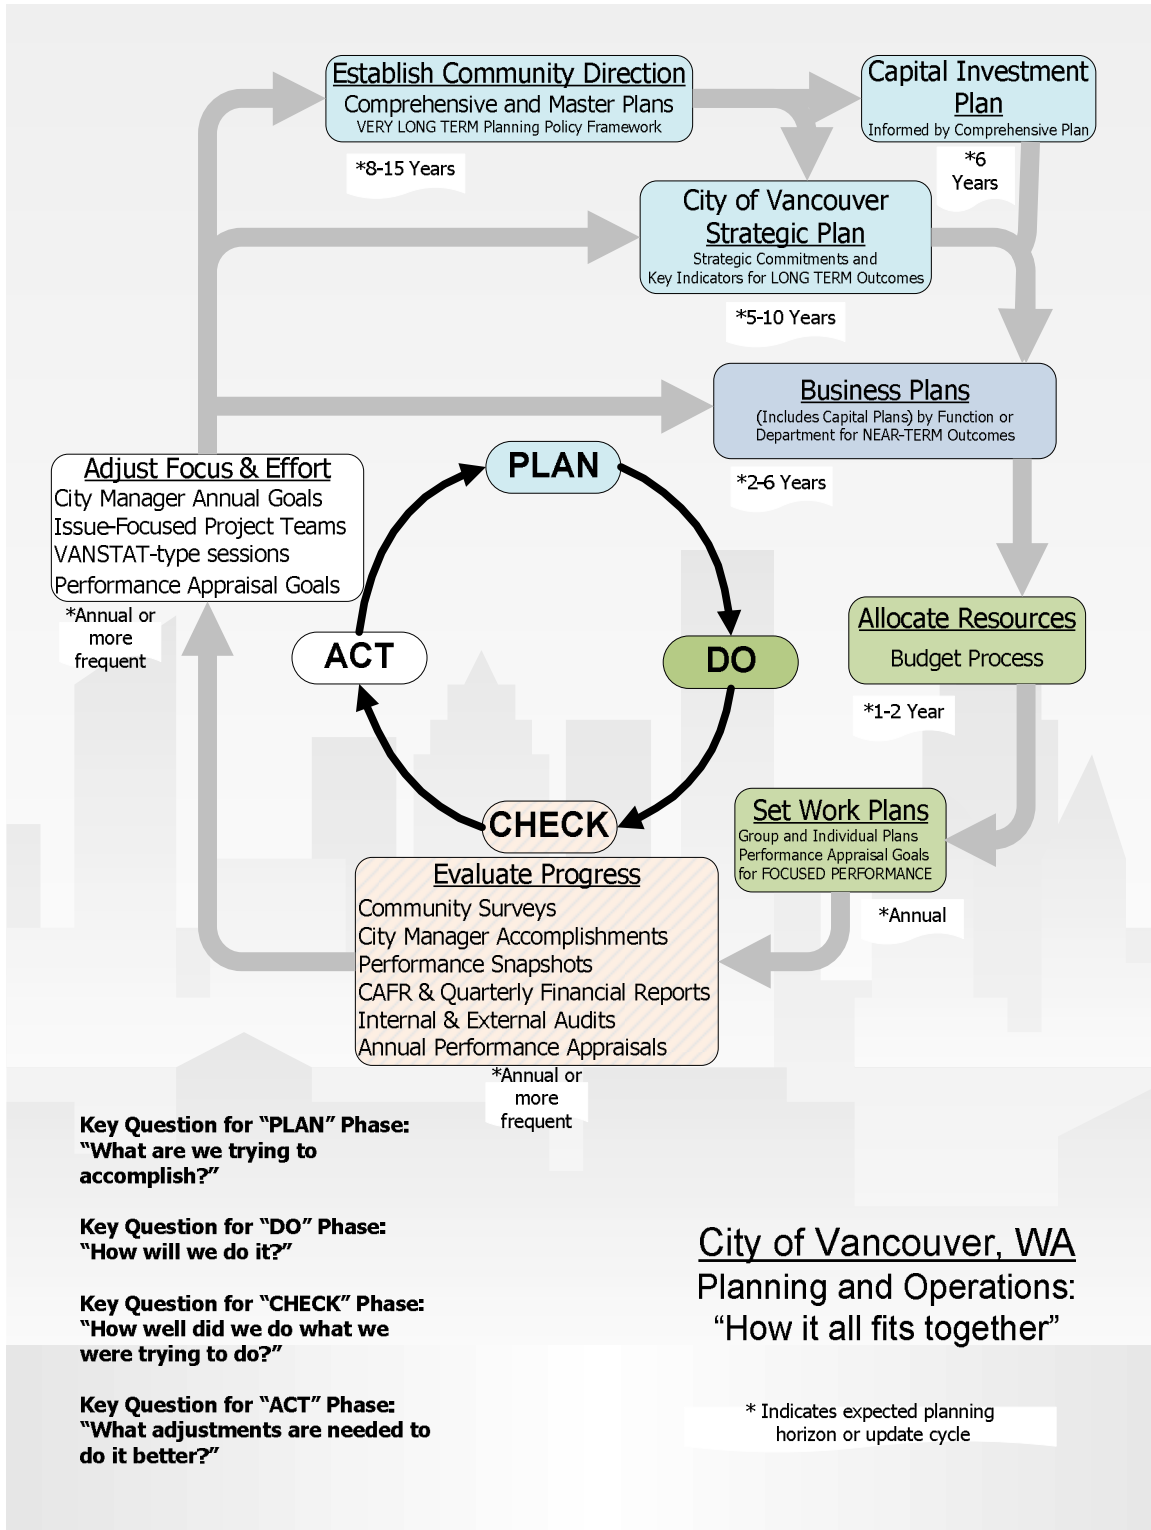 Establish Community Direction
Comprehensive and Master Plans
VERY LONG TERM Planning Policy Framework
*8-15 Years
Capital Investment
Plan
Informed by Comprehensive Plan
*6
Years
City of Vancouver
Strategic Plan
Strategic Commitments and
Key Indicators for LONG TERM Outcomes
*5-10 Years
Business Plans
(Includes Capital Plans) by Function or
Department for NEAR-TERM Outcomes
*2-6 Years
Adjust Focus & Effort
City Manager Annual Goals
Issue-Focused Project Teams
VANSTAT-type sessions
Performance Appraisal Goals
*Annual or
more
frequent
PLAN
ACT
DO
CHECK
Allocate Resources
Budget Process
*1-2 Year
Set Work Plans
Group and Individual Plans
Performance Appraisal Goals
for FOCUSED PERFORMANCE
*Annual
Evaluate Progress
Community Surveys
City Manager Accomplishments
Performance Snapshots
CAFR & Quarterly Financial Reports
Internal & External Audits
Annual Performance Appraisals
*Annual or
more
frequent
Key Question for “PLAN” Phase:
“What are we trying to
accomplish?”
Key Question for “DO” Phase:
“How will we do it?”
Key Question for “CHECK” Phase:
“How well did we do what we
were trying to do?”
Key Question for “ACT” Phase:
“What adjustments are needed to
do it better?”
City of Vancouver, WA
Planning and Operations:
“How it all fits together”
* Indicates expected planning
horizon or update cycle